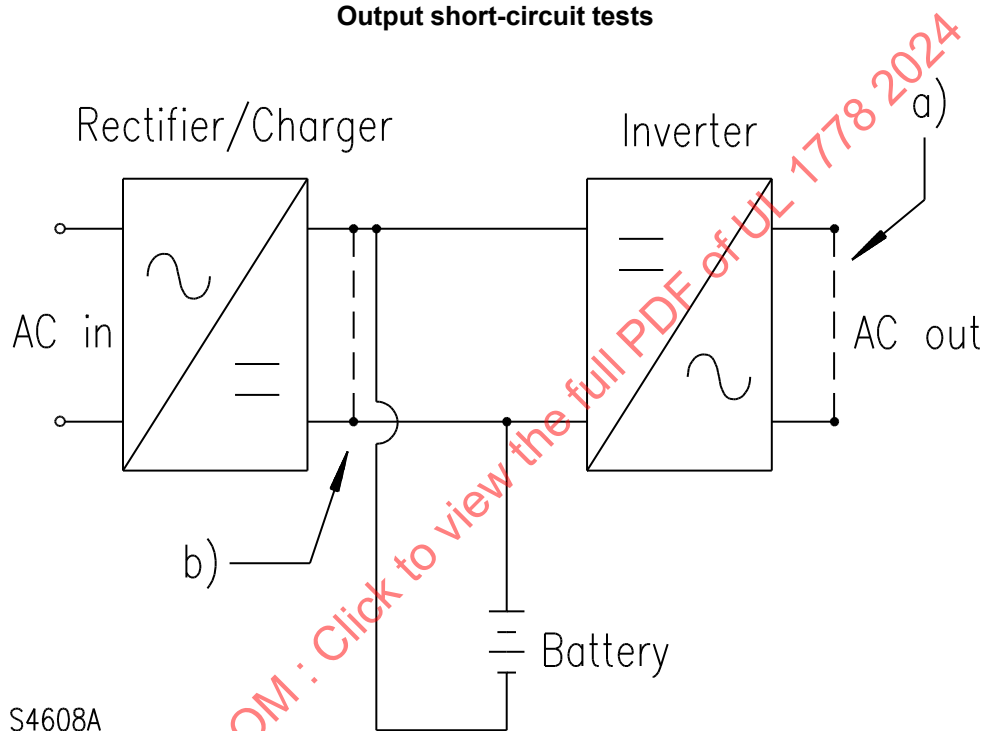 Output short-circuit tests
Rectifier/Charger
Inverter
a)
AC in
AC out
b)
Battery
S4608A
OM : Click to view the full PDF of UL 1778 2024